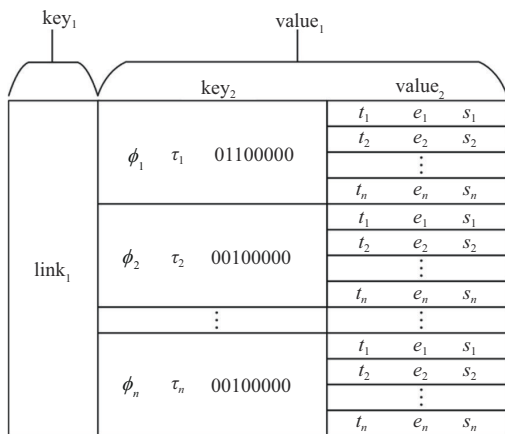 key₁ value₁
key₂ value₂
t₁ e₁ s₁
t₂ e₂ s₂
ϕ₁ τ₁ 01100000
⋮
tₙ eₙ sₙ
t₁ e₁ s₁
t₂ e₂ s₂
link₁ ϕ₂ τ₂ 00100000
⋮
tₙ eₙ sₙ
⋮ ⋮
t₁ e₁ s₁
t₂ e₂ s₂
ϕₙ τₙ 00100000
⋮
tₙ eₙ sₙ